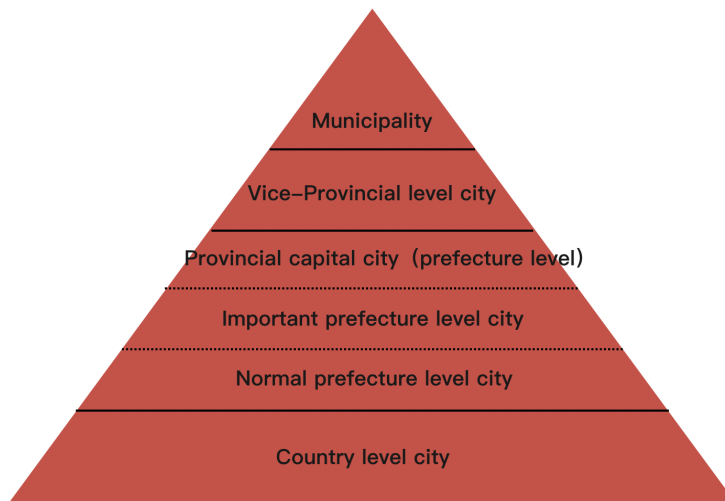 Municipality
Vice–Provincial level city
Provincial capital city（prefecture level）
Important prefecture level city
Normal prefecture level city
Country level city